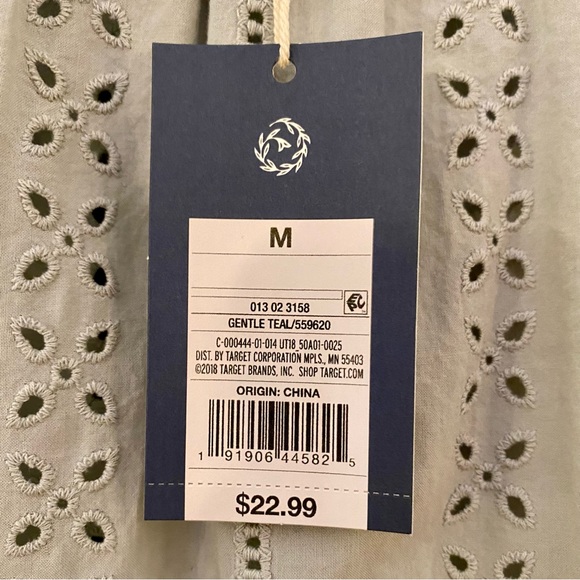 M
013 02 3158
GENTLE TEAL/559620
C-000444-01-014 UT18_50A01-0025
DIST. BY TARGET CORPORATION MPLS., MN 55403
©2018 TARGET BRANDS, INC. SHOP TARGET.COM
ORIGIN: CHINA
1 91906 44582 5
$22.99